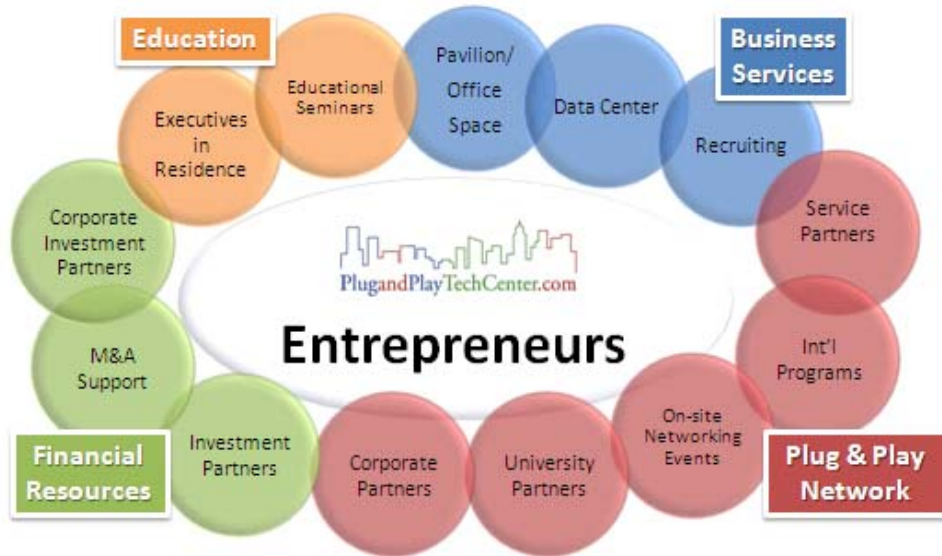 Education
Business
Services
Pavilion/
Office
Space
Educational
Seminars
Data Center
Executives
in
Residence
Recruiting
Corporate
Investment
Partners
Service
Partners
PlugandPlayTechCenter.com
Entrepreneurs
M&A
Support
Int'l
Programs
Investment
Partners
Corporate
Partners
University
Partners
On-site
Networking
Events
Financial
Resources
Plug & Play
Network